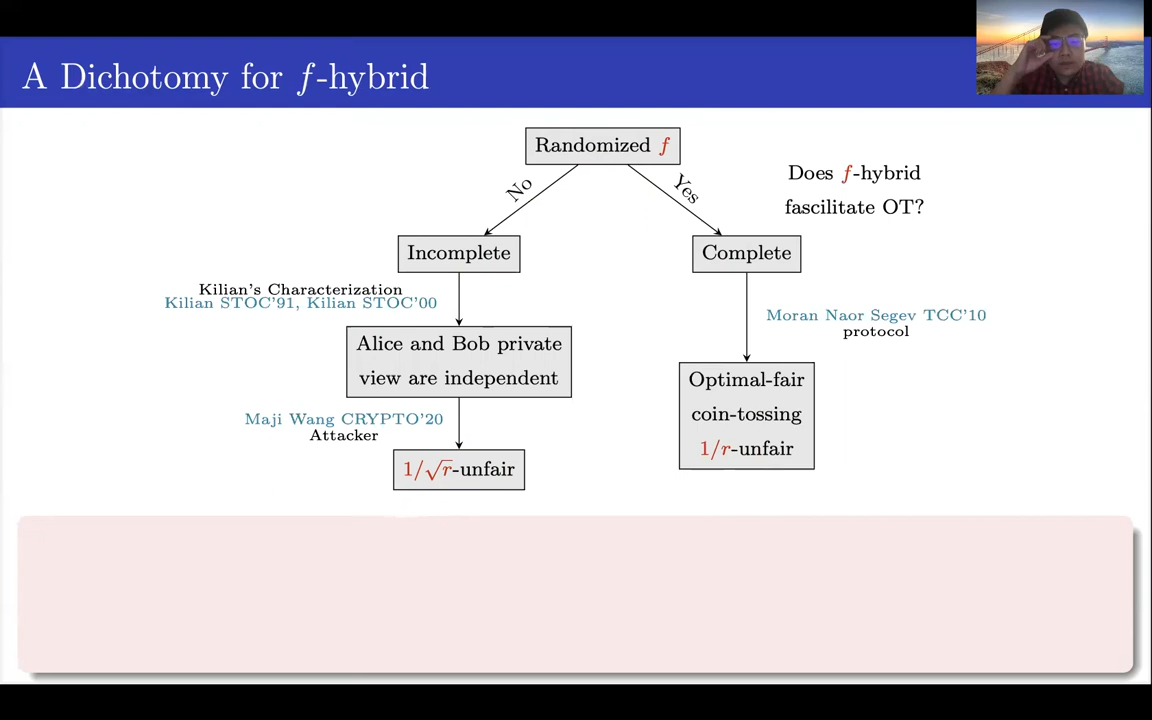 A Dichotomy for f-hybrid
Randomized f
Does f-hybrid
fascilitate OT?
No
Yes
Incomplete
Complete
Kilian's Characterization
Kilian STOC'91, Kilian STOC'00
Moran Naor Segev TCC'10
protocol
Alice and Bob private
view are independent
Optimal-fair
coin-tossing
1/r-unfair
Maji Wang CRYPTO'20
Attacker
1/√r-unfair